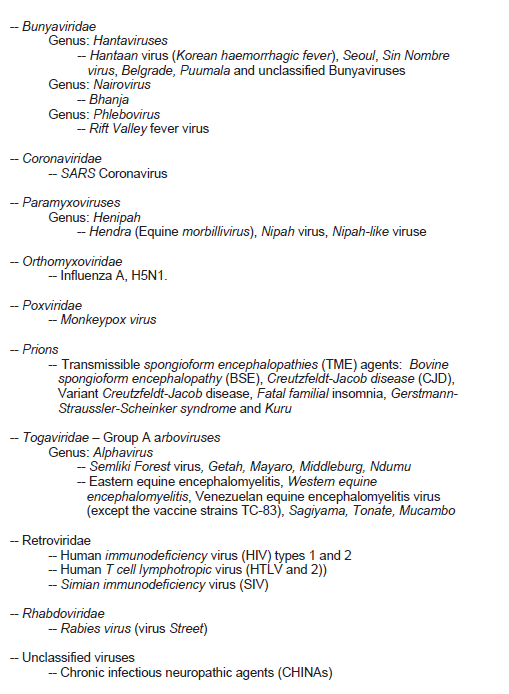 -- Bunyaviridae
Genus: Hantaviruses
-- Hantaan virus (Korean haemorrhagic fever), Seoul, Sin Nombre
virus, Belgrade, Puumala and unclassified Bunyaviruses
Genus: Nairovirus
-- Bhanja
Genus: Phlebovirus
-- Rift Valley fever virus
-- Coronaviridae
-- SARS Coronavirus
-- Paramyxoviruses
Genus: Henipah
-- Hendra (Equine morbillivirus), Nipah virus, Nipah-like viruse
-- Orthomyxoviridae
-- Influenza A, H5N1.
-- Poxviridae
-- Monkeypox virus
-- Prions
-- Transmissible spongioform encephalopathies (TME) agents: Bovine
spongioform encephalopathy (BSE), Creutzfeldt-Jacob disease (CJD),
Variant Creutzfeldt-Jacob disease, Fatal familial insomnia, Gerstmann-
Straussler-Scheinker syndrome and Kuru
-- Togaviridae – Group A arboviruses
Genus: Alphavirus
-- Semliki Forest virus, Getah, Mayaro, Middleburg, Ndumu
-- Eastern equine encephalomyelitis, Western equine
encephalomyelitis, Venezuelan equine encephalomyelitis virus
(except the vaccine strains TC-83), Sagiyama, Tonate, Mucambo
-- Retroviridae
-- Human immunodeficiency virus (HIV) types 1 and 2
-- Human T cell lymphotropic virus (HTLV and 2))
-- Simian immunodeficiency virus (SIV)
-- Rhabdoviridae
-- Rabies virus (virus Street)
-- Unclassified viruses
-- Chronic infectious neuropathic agents (CHINAs)